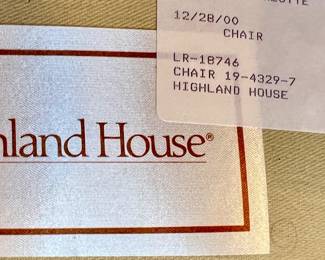 12/28/00
CHAIR
LR-18746
CHAIR 19-4329-7
HIGHLAND HOUSE
hland House®